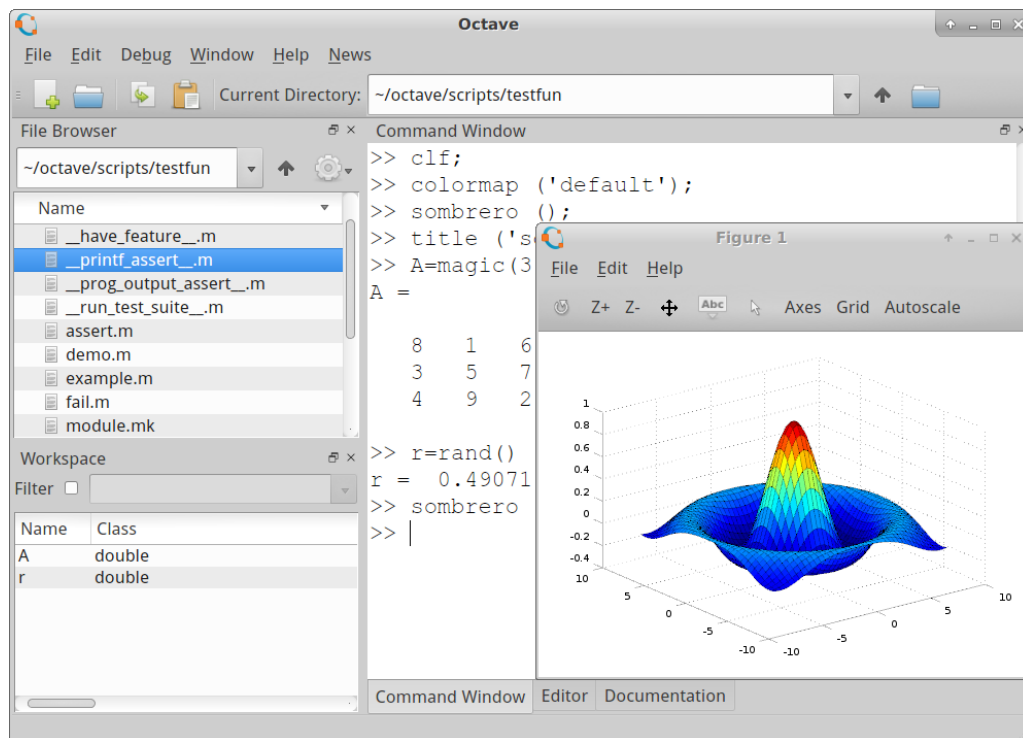 Octave
File Edit Debug Window Help News
Current Directory: ~/octave/scripts/testfun
File Browser
~/octave/scripts/testfun
Name
__have_feature__.m
__printf_assert__.m
__prog_output_assert__.m
__run_test_suite__.m
assert.m
demo.m
example.m
fail.m
module.mk
Workspace
Filter
Name Class
A double
r double
Command Window
>> clf;
>> colormap ('default');
>> sombrero ();
>> title ('s
>> A=magic(3
A =
8 1 6
3 5 7
4 9 2
>> r=rand()
r = 0.49071
>> sombrero
>>
Command Window Editor Documentation
Figure 1
File Edit Help
Z+ Z- Abc Axes Grid Autoscale
1
0.8
0.6
0.4
0.2
0
-0.2
-0.4
10
5
0
-5
-10
-10
-5
0
5
10